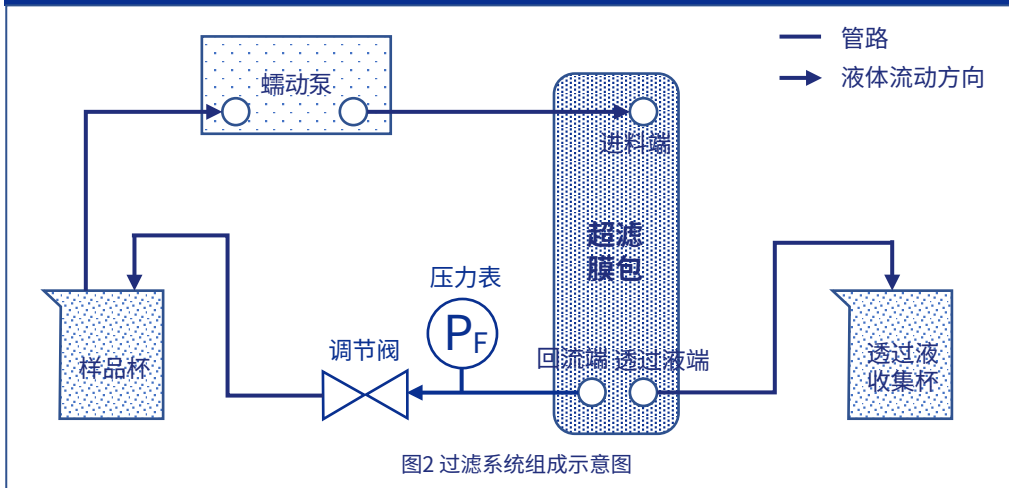 管路
液体流动方向
蠕动泵
进料端
超滤
膜包
压力表
PF
调节阀
回流端 透过液端
样品杯
透过液
收集杯
图2 过滤系统组成示意图